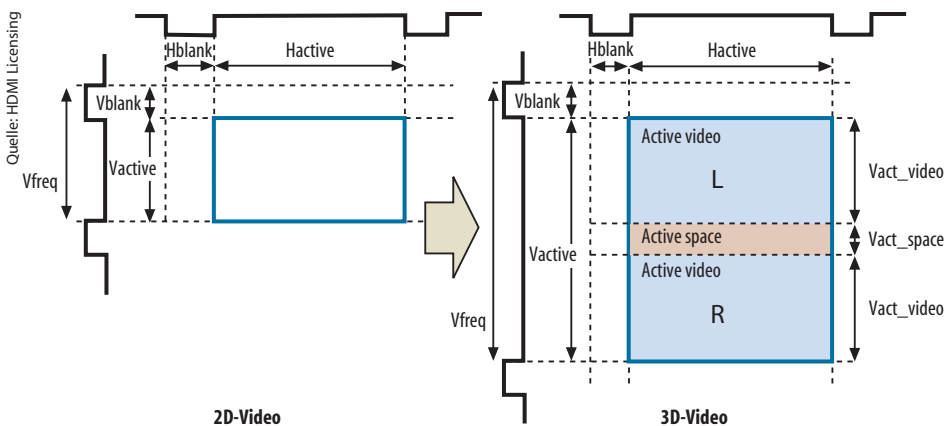 Quelle: HDMI Licensing
Hblank
Hactive
Vblank
Vactive
Vfreq
2D-Video
Hblank
Hactive
Vblank
Vactive
Vfreq
Active video
L
Active space
Active video
R
Vact_video
Vact_space
Vact_video
3D-Video